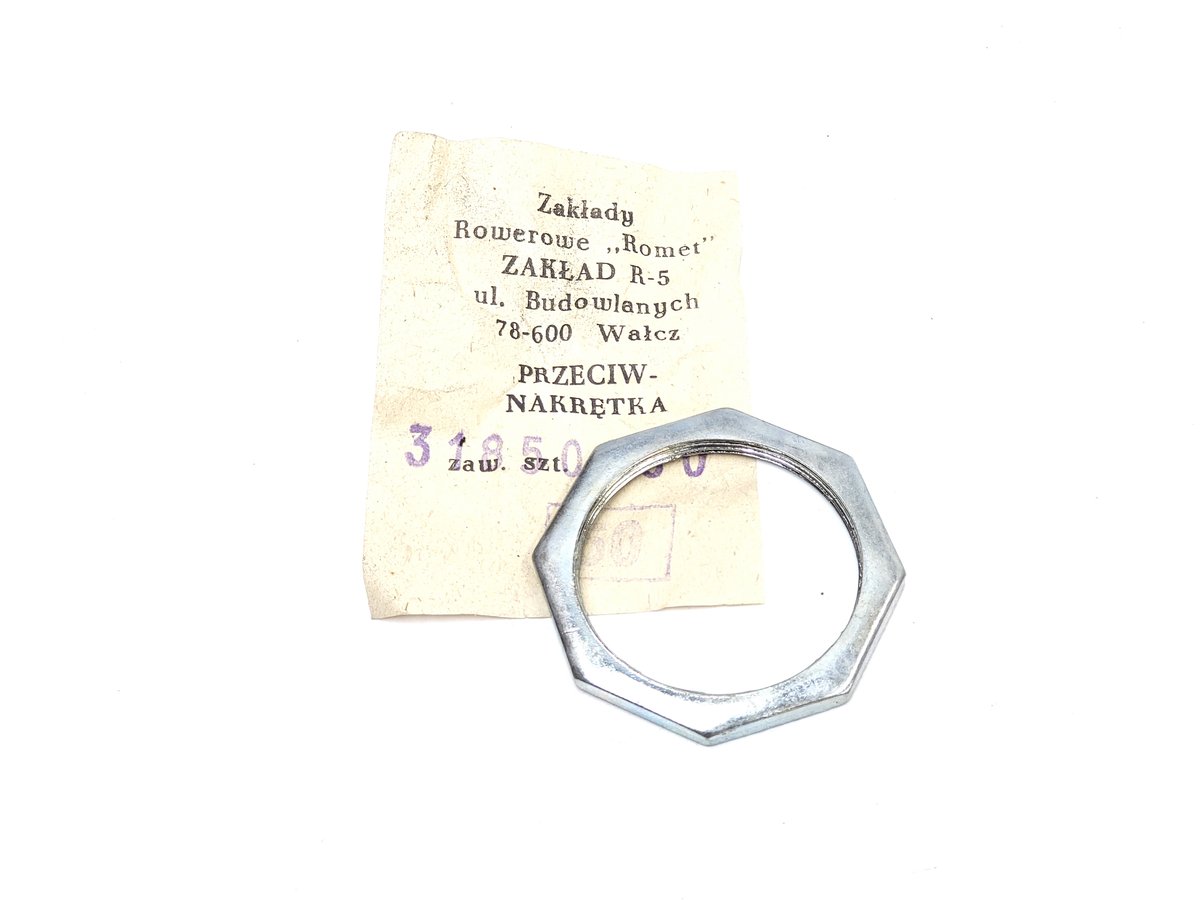 Zakłady
Rowerowe „Romet”
ZAKŁAD R-5
ul. Budowlanych
78-600 Wałcz
PRZECIW-
NAKRĘTKA
zaw. szt.